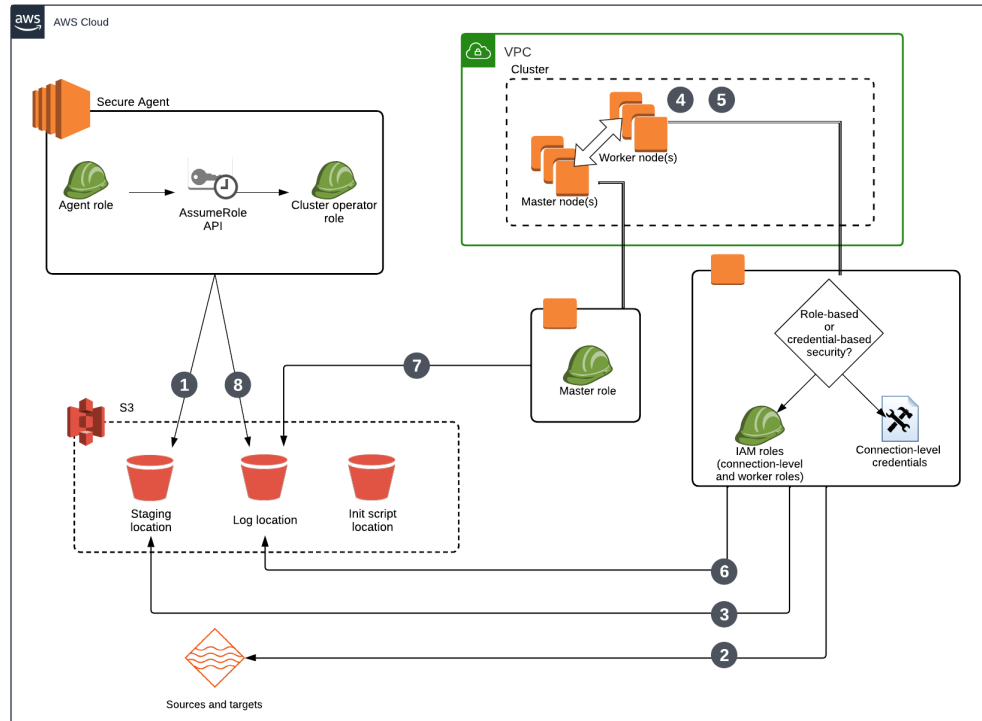 aws
AWS Cloud
VPC
Cluster
4
5
Worker node(s)
Master node(s)
Secure Agent
Agent role
AssumeRole
API
Cluster operator
role
Role-based
or
credential-based
security?
IAM roles
(connection-level
and worker roles)
Connection-level
credentials
Master role
7
1
8
S3
Staging
location
Log location
Init script
location
6
3
2
Sources and targets